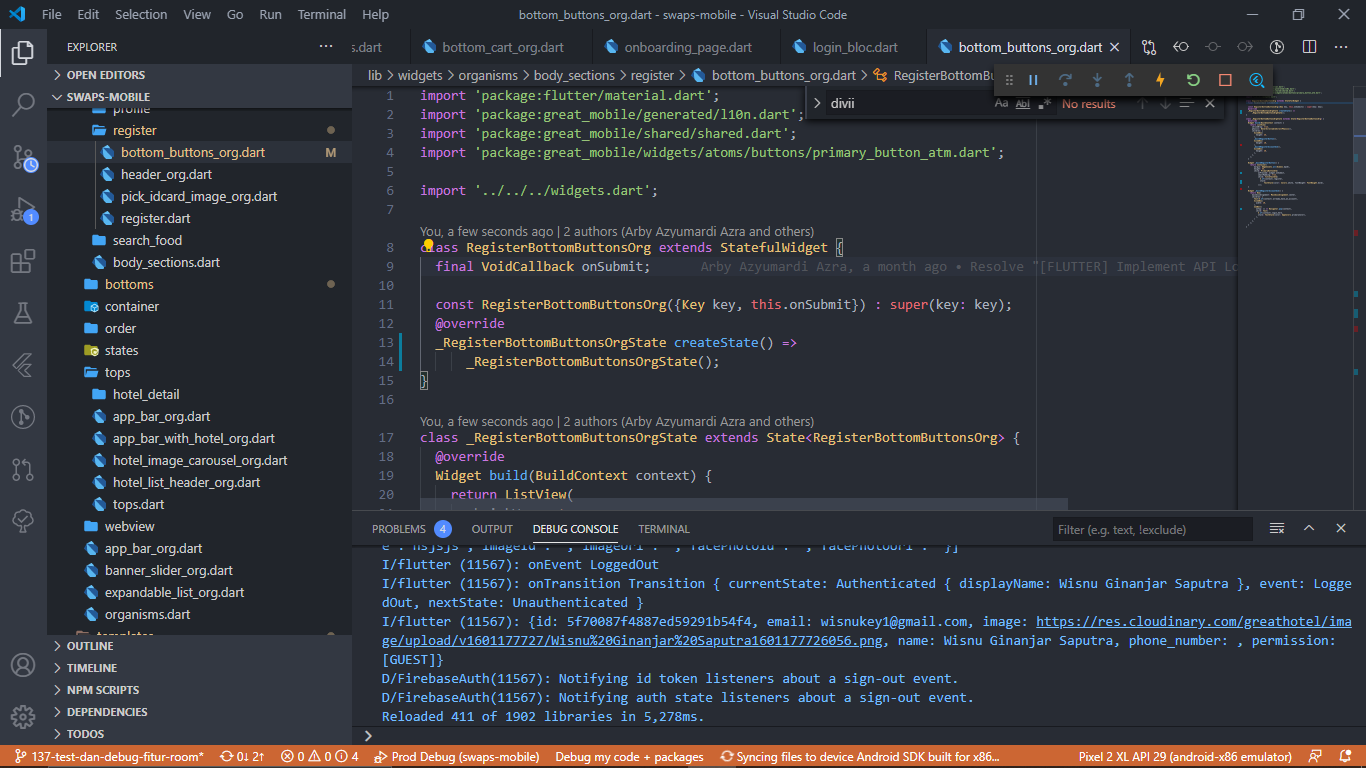 File Edit Selection View Go Run Terminal Help
bottom_buttons_org.dart - swaps-mobile - Visual Studio Code
EXPLORER
s.dart
bottom_cart_org.dart
onboarding_page.dart
login_bloc.dart
bottom_buttons_org.dart
OPEN EDITORS
SWAPS-MOBILE
profile
register
bottom_buttons_org.dart M
header_org.dart
pick_idcard_image_org.dart
register.dart
search_food
body_sections.dart
bottoms
container
order
states
tops
hotel_detail
app_bar_org.dart
app_bar_with_hotel_org.dart
hotel_image_carousel_org.dart
hotel_list_header_org.dart
tops.dart
webview
app_bar_org.dart
banner_slider_org.dart
expandable_list_org.dart
organisms.dart
templates
OUTLINE
TIMELINE
NPM SCRIPTS
DEPENDENCIES
TODOS
1
lib > widgets > organisms > body_sections > register > bottom_buttons_org.dart > RegisterBottomBu
divii
Aa Abl .* No results
1 import 'package:flutter/material.dart';
2 import 'package:great_mobile/generated/l10n.dart';
3 import 'package:great_mobile/shared/shared.dart';
4 import 'package:great_mobile/widgets/atoms/buttons/primary_button_atm.dart';
5
6 import '../../../widgets.dart';
7
You, a few seconds ago | 2 authors (Arby Azyumardi Azra and others)
8 class RegisterBottomButtonsOrg extends StatefulWidget {
9 final VoidCallback onSubmit; Arby Azyumardi Azra, a month ago • Resolve "[FLUTTER] Implement API Lo
10
11 const RegisterBottomButtonsOrg({Key key, this.onSubmit}) : super(key: key);
12 @override
13 _RegisterBottomButtonsOrgState createState() =>
14 _RegisterBottomButtonsOrgState();
15 }
16
You, a few seconds ago | 2 authors (Arby Azyumardi Azra and others)
17 class _RegisterBottomButtonsOrgState extends State<RegisterBottomButtonsOrg> {
18 @override
19 Widget build(BuildContext context) {
20 return ListView(
PROBLEMS 4 OUTPUT DEBUG CONSOLE TERMINAL
Filter (e.g. text, !exclude)
I/flutter (11567): onEvent LoggedOut
I/flutter (11567): onTransition Transition { currentState: Authenticated { displayName: Wisnu Ginanjar Saputra }, event: Logge
dOut, nextState: Unauthenticated }
I/flutter (11567): {id: 5f70087f4887ed59291b54f4, email: wisnukey1@gmail.com, image: https://res.cloudinary.com/greathotel/ima
ge/upload/v1601177727/Wisnu%20Ginanjar%20Saputra1601177726056.png, name: Wisnu Ginanjar Saputra, phone_number: , permission:
[GUEST]}
D/FirebaseAuth(11567): Notifying id token listeners about a sign-out event.
D/FirebaseAuth(11567): Notifying auth state listeners about a sign-out event.
Reloaded 411 of 1902 libraries in 5,278ms.
137-test-dan-debug-fitur-room* 0↓ 2↑ 0 0 4 Prod Debug (swaps-mobile) Debug my code + packages Syncing files to device Android SDK built for x86... Pixel 2 XL API 29 (android-x86 emulator)